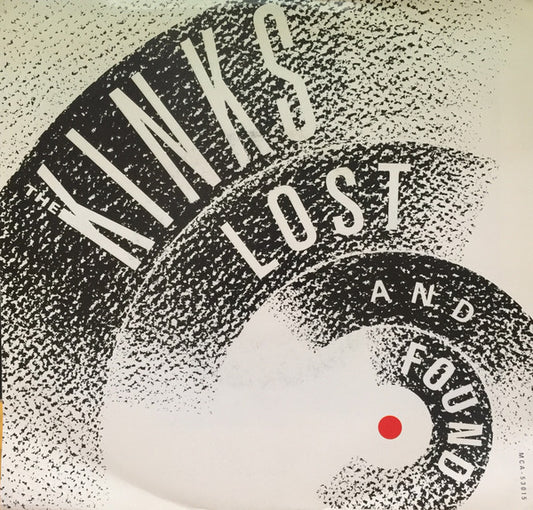 THE
KINKS
LOST
AND
FOUND
MCA-53015